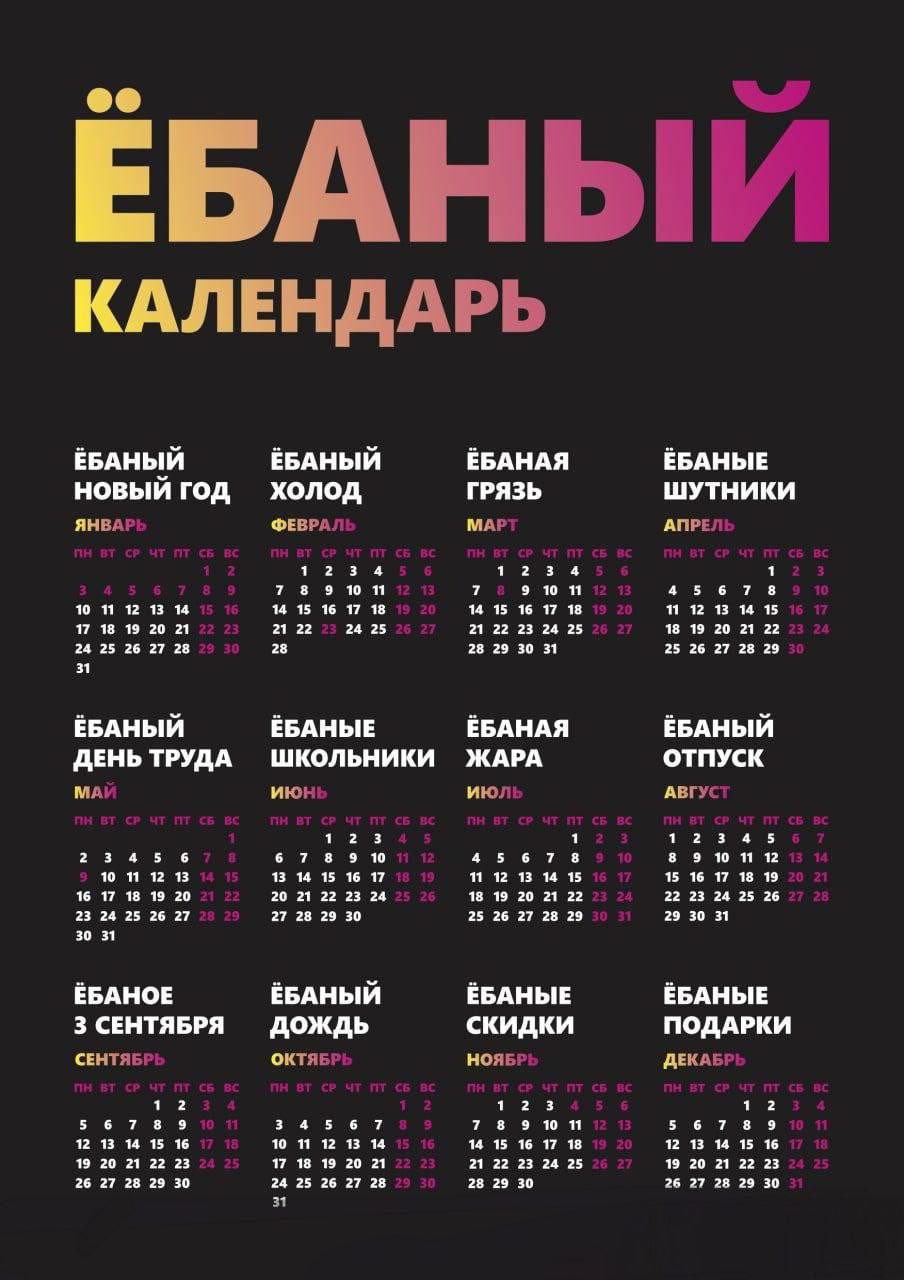 ЁБАНЫЙ
КАЛЕНДАРЬ
ЁБАНЫЙ
НОВЫЙ ГОД
ЯНВАРЬ
ПН ВТ СР ЧТ ПТ СБ ВС
1 2
3 4 5 6 7 8 9
10 11 12 13 14 15 16
17 18 19 20 21 22 23
24 25 26 27 28 29 30
31
ЁБАНЫЙ
ХОЛОД
ФЕВРАЛЬ
ПН ВТ СР ЧТ ПТ СБ ВС
1 2 3 4 5 6
7 8 9 10 11 12 13
14 15 16 17 18 19 20
21 22 23 24 25 26 27
28
ЁБАНАЯ
ГРЯЗЬ
МАРТ
ПН ВТ СР ЧТ ПТ СБ ВС
1 2 3 4 5 6
7 8 9 10 11 12 13
14 15 16 17 18 19 20
21 22 23 24 25 26 27
28 29 30 31
ЁБАНЫЕ
ШУТНИКИ
АПРЕЛЬ
ПН ВТ СР ЧТ ПТ СБ ВС
1 2 3
4 5 6 7 8 9 10
11 12 13 14 15 16 17
18 19 20 21 22 23 24
25 26 27 28 29 30
ЁБАНЫЙ
ДЕНЬ ТРУДА
МАЙ
ПН ВТ СР ЧТ ПТ СБ ВС
1
2 3 4 5 6 7 8
9 10 11 12 13 14 15
16 17 18 19 20 21 22
23 24 25 26 27 28 29
30 31
ЁБАНЫЕ
ШКОЛЬНИКИ
ИЮНЬ
ПН ВТ СР ЧТ ПТ СБ ВС
1 2 3 4 5
6 7 8 9 10 11 12
13 14 15 16 17 18 19
20 21 22 23 24 25 26
27 28 29 30
ЁБАНАЯ
ЖАРА
ИЮЛЬ
ПН ВТ СР ЧТ ПТ СБ ВС
1 2 3
4 5 6 7 8 9 10
11 12 13 14 15 16 17
18 19 20 21 22 23 24
25 26 27 28 29 30 31
ЁБАНЫЙ
ОТПУСК
АВГУСТ
ПН ВТ СР ЧТ ПТ СБ ВС
1 2 3 4 5 6 7
8 9 10 11 12 13 14
15 16 17 18 19 20 21
22 23 24 25 26 27 28
29 30 31
ЁБАНОЕ
3 СЕНТЯБРЯ
СЕНТЯБРЬ
ПН ВТ СР ЧТ ПТ СБ ВС
1 2 3 4
5 6 7 8 9 10 11
12 13 14 15 16 17 18
19 20 21 22 23 24 25
26 27 28 29 30
ЁБАНЫЙ
ДОЖДЬ
ОКТЯБРЬ
ПН ВТ СР ЧТ ПТ СБ ВС
1 2
3 4 5 6 7 8 9
10 11 12 13 14 15 16
17 18 19 20 21 22 23
24 25 26 27 28 29 30
31
ЁБАНЫЕ
СКИДКИ
НОЯБРЬ
ПН ВТ СР ЧТ ПТ СБ ВС
1 2 3 4 5 6
7 8 9 10 11 12 13
14 15 16 17 18 19 20
21 22 23 24 25 26 27
28 29 30
ЁБАНЫЕ
ПОДАРКИ
ДЕКАБРЬ
ПН ВТ СР ЧТ ПТ СБ ВС
1 2 3 4
5 6 7 8 9 10 11
12 13 14 15 16 17 18
19 20 21 22 23 24 25
26 27 28 29 30 31